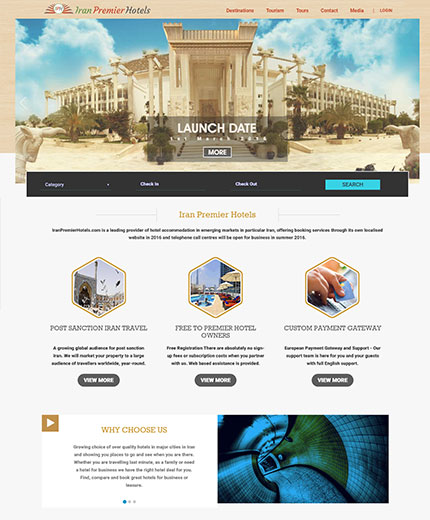 IPH Iran Premier Hotels
Destinations Tourism Tours Contact Media | LOGIN
LAUNCH DATE
1st March 2016
MORE
Category Check In Check Out SEARCH
Iran Premier Hotels
IranPremierHotels.com is a leading provider of hotel accommodation in emerging markets in particular Iran, offering booking services through its own localised
website in 2016 and telephone call centres will be open for business in summer 2016.
POST SANCTION IRAN TRAVEL
A growing global audience for post sanction
Iran. We will market your property to a large
audience of travellers worldwide, year-round.
VIEW MORE
FREE TO PREMIER HOTEL
OWNERS
Free Registration There are absolutely no sign-
up fees or subscription costs when you partner
with us. Web based assistance is provided.
VIEW MORE
CUSTOM PAYMENT GATEWAY
European Payment Gateway and Support - Our
support team is here for you and your guests
with full English support.
VIEW MORE
WHY CHOOSE US
Growing choice of over quality hotels in major cities in Iran
and showing you places to go and see when you are there.
Whether you are travelling last minute, as a family or need
a hotel for business we have the right hotel deal for you.
Find, compare and book great hotels for business or
leisure.